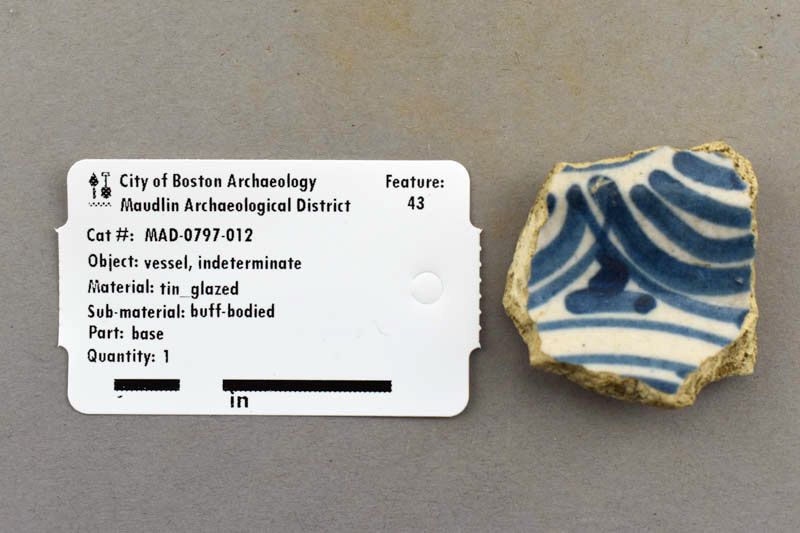 City of Boston Archaeology
Maudlin Archaeological District
Feature:
43
Cat #: MAD-0797-012
Object: vessel, indeterminate
Material: tin_glazed
Sub-material: buff-bodied
Part: base
Quantity: 1
in